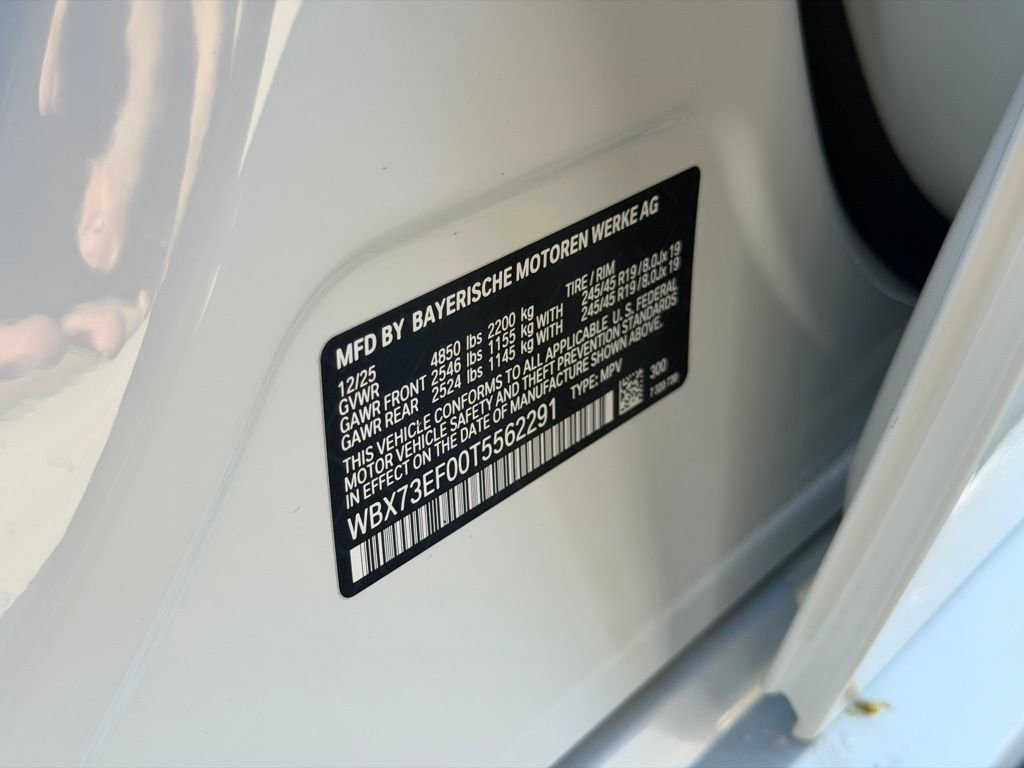 MFD BY BAYERISCHE MOTOREN WERKE AG
12/25
GVWR 4850 lbs 2200 kg TIRE / RIM
GAWR FRONT 2546 lbs 1155 kg WITH 245/45 R19 / 8.0Jx 19
GAWR REAR 2524 lbs 1145 kg WITH 245/45 R19 / 8.0Jx 19
THIS VEHICLE CONFORMS TO ALL APPLICABLE U. S. FEDERAL
MOTOR VEHICLE SAFETY AND THEFT PREVENTION STANDARDS
IN EFFECT ON THE DATE OF MANUFACTURE SHOWN ABOVE.
WBX73EF00T5562291 TYPE: MPV 300